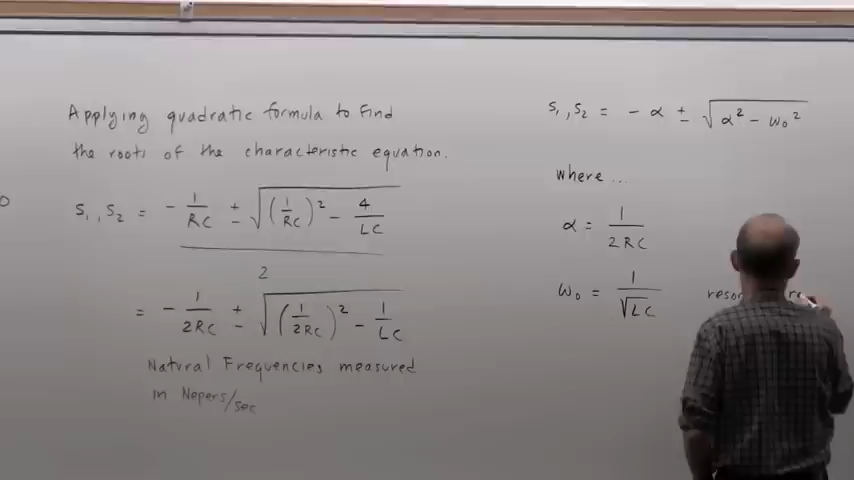 Applying quadratic formula to find
the roots of the characteristic equation.
s₁, s₂ = - 1/RC ± √((1/RC)² - 4/LC)
2
= - 1/2RC ± √((1/2RC)² - 1/LC)
Natural Frequencies measured
in Nepers/sec
s₁, s₂ = - α ± √(α² - ω₀²)
where...
α = 1/2RC
ω₀ = 1/√LC